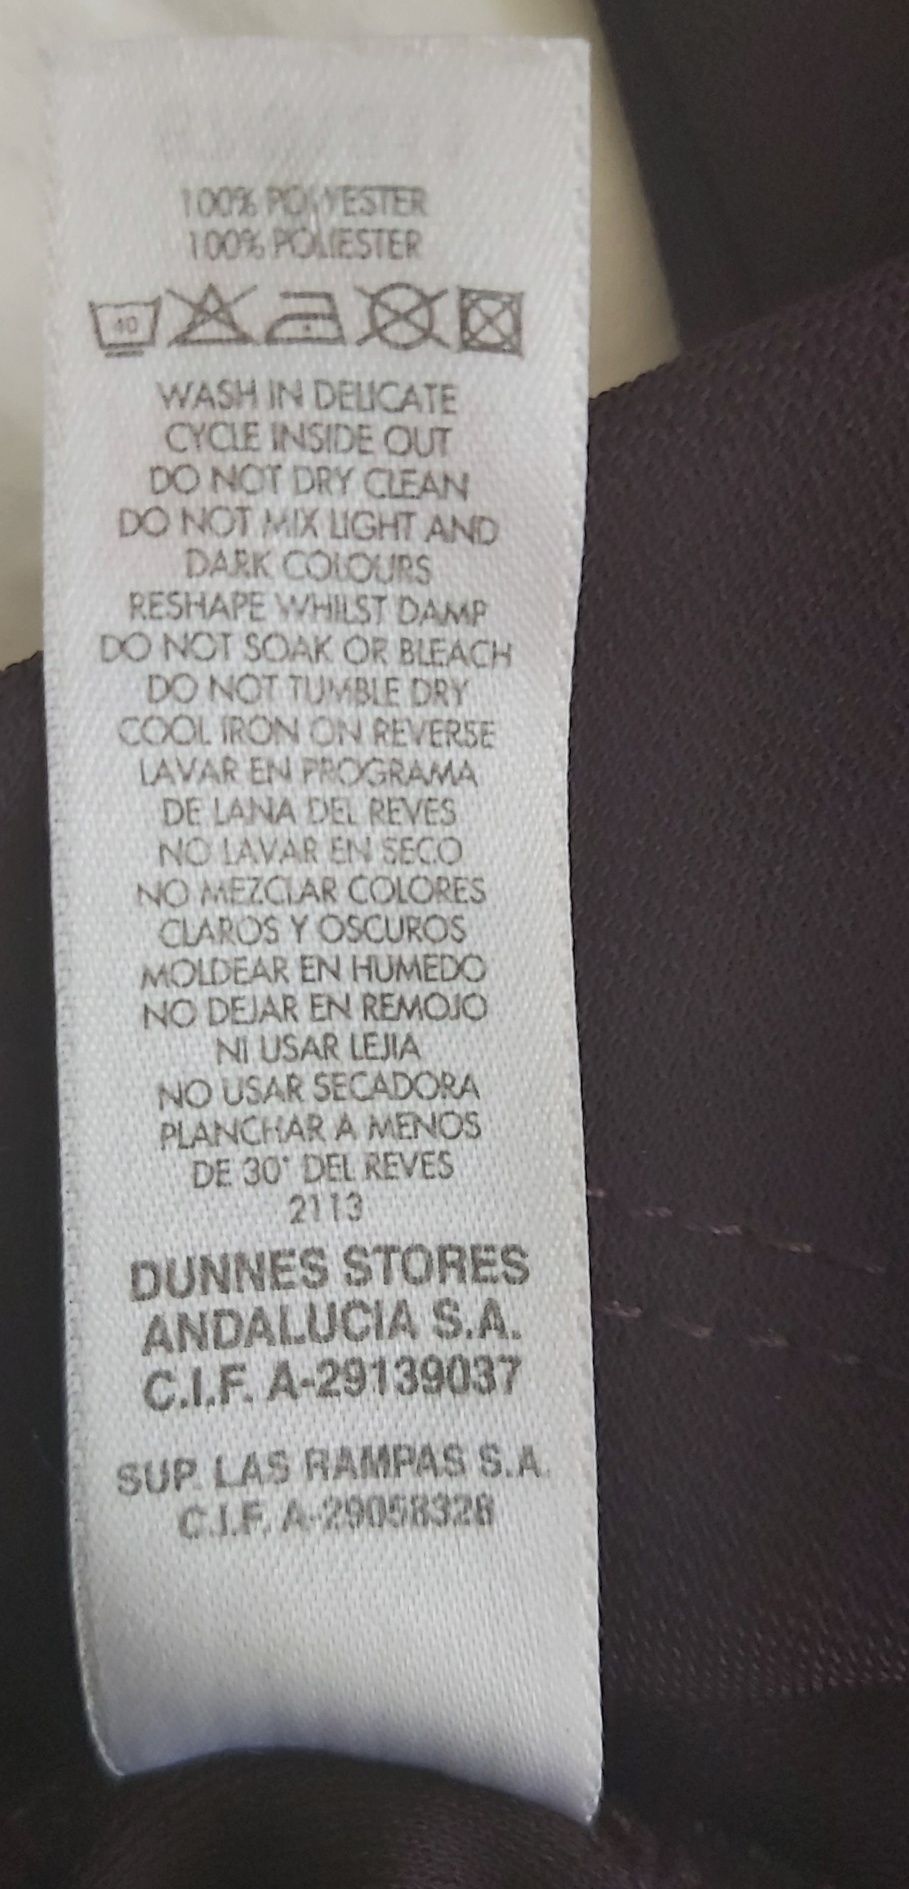 100% POLYESTER
100% POLIESTER
40
WASH IN DELICATE
CYCLE INSIDE OUT
DO NOT DRY CLEAN
DO NOT MIX LIGHT AND
DARK COLOURS
RESHAPE WHILST DAMP
DO NOT SOAK OR BLEACH
DO NOT TUMBLE DRY
COOL IRON ON REVERSE
LAVAR EN PROGRAMA
DE LANA DEL REVES
NO LAVAR EN SECO
NO MEZCLAR COLORES
CLAROS Y OSCUROS
MOLDEAR EN HUMEDO
NO DEJAR EN REMOJO
NI USAR LEJIA
NO USAR SECADORA
PLANCHAR A MENOS
DE 30° DEL REVES
2113
DUNNES STORES
ANDALUCIA S.A.
C.I.F. A-29139037
SUP. LAS RAMPAS S.A.
C.I.F. A-29058328